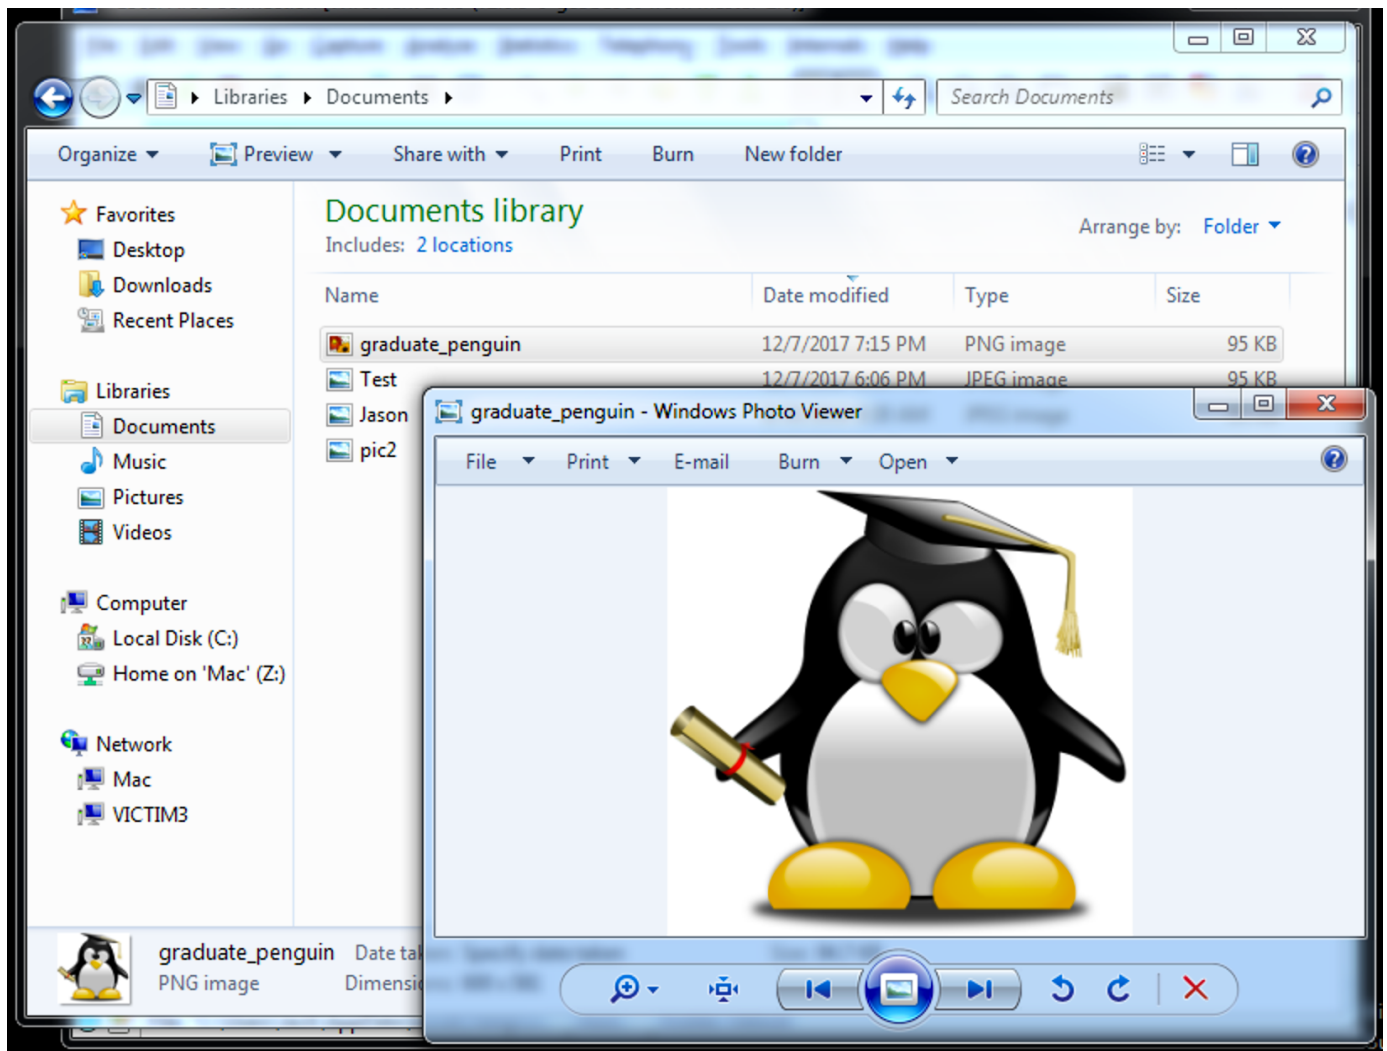 Libraries Documents
Search Documents
Organize Preview Share with Print Burn New folder
Favorites
Desktop
Downloads
Recent Places
Libraries
Documents
Music
Pictures
Videos
Computer
Local Disk (C:)
Home on 'Mac' (Z:)
Network
Mac
VICTIM3
Documents library
Includes: 2 locations
Arrange by: Folder
Name Date modified Type Size
graduate_penguin 12/7/2017 7:15 PM PNG image 95 KB
Test 12/7/2017 6:06 PM JPEG image 95 KB
Jason
pic2
graduate_penguin - Windows Photo Viewer
File Print E-mail Burn Open
graduate_penguin Date
PNG image